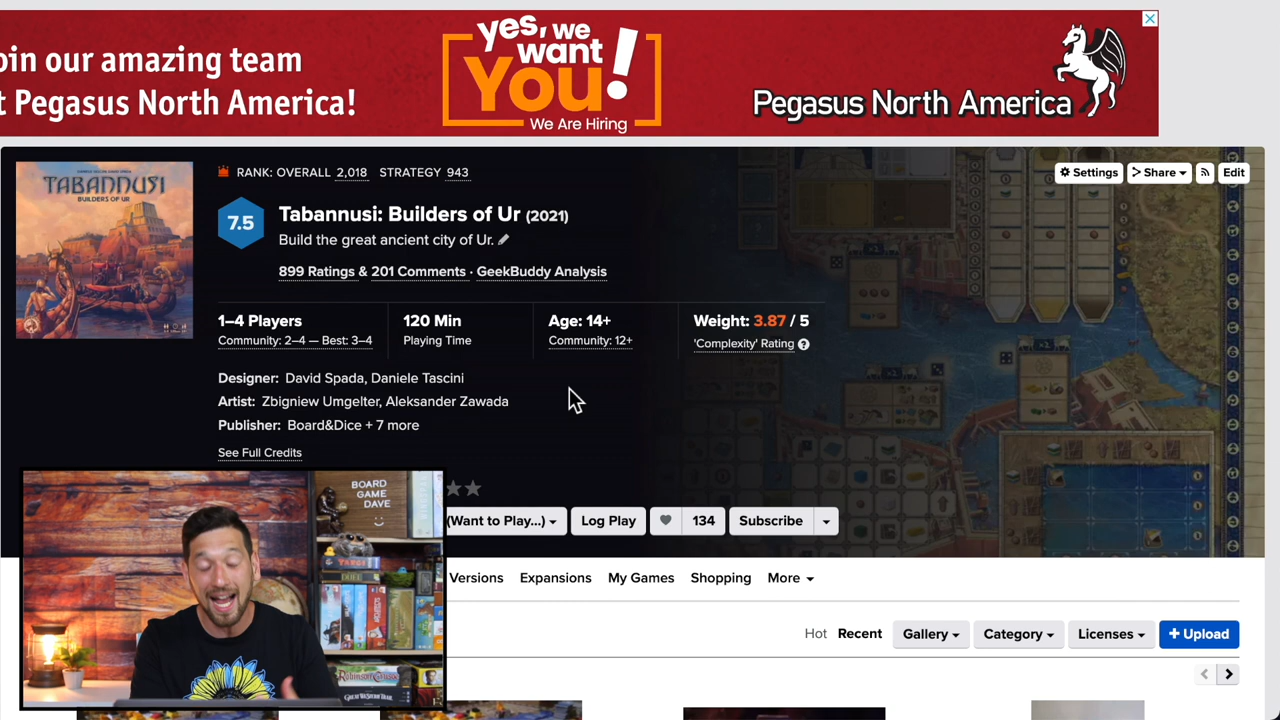 oin our amazing team
t Pegasus North America!
yes, we
want
You!
We Are Hiring
Pegasus North America
TABANNUSI
BUILDERS OF UR
RANK: OVERALL 2,018 STRATEGY 943
7.5
Tabannusi: Builders of Ur (2021)
Build the great ancient city of Ur.
899 Ratings & 201 Comments · GeekBuddy Analysis
Settings
Share
Edit
1–4 Players
Community: 2–4 — Best: 3–4
120 Min
Playing Time
Age: 14+
Community: 12+
Weight: 3.87 / 5
'Complexity' Rating
Designer: David Spada, Daniele Tascini
Artist: Zbigniew Umgelter, Aleksander Zawada
Publisher: Board&Dice + 7 more
See Full Credits
(Want to Play...)
Log Play
134
Subscribe
Versions
Expansions
My Games
Shopping
More
Hot
Recent
Gallery
Category
Licenses
+ Upload
BOARD
GAME
DAVE
ROBINSON CRUSOE
GREAT WESTERN TRAIL